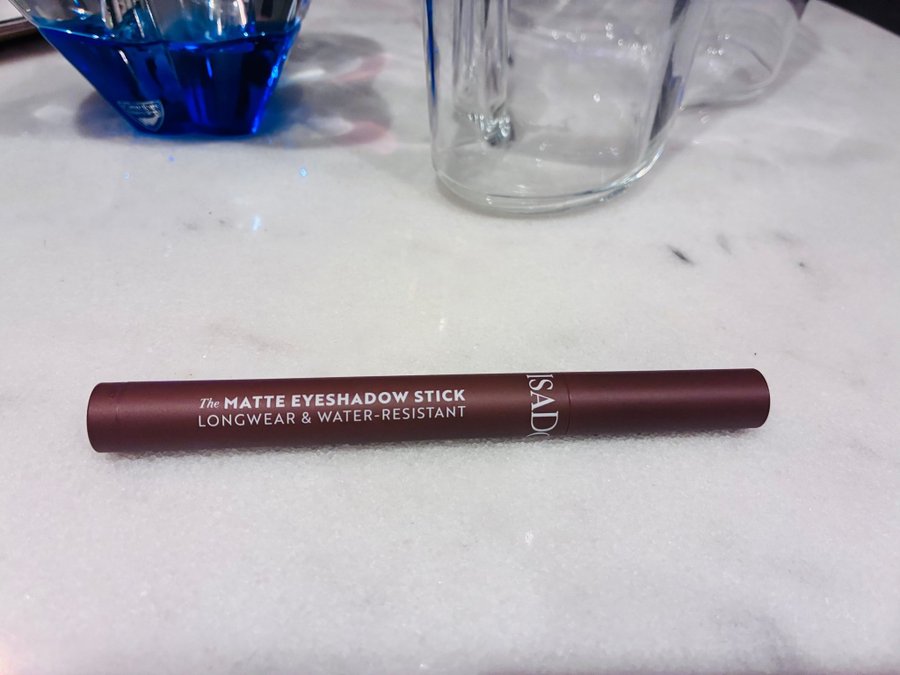 The MATTE EYESHADOW STICK
LONGWEAR & WATER-RESISTANT
ISADO